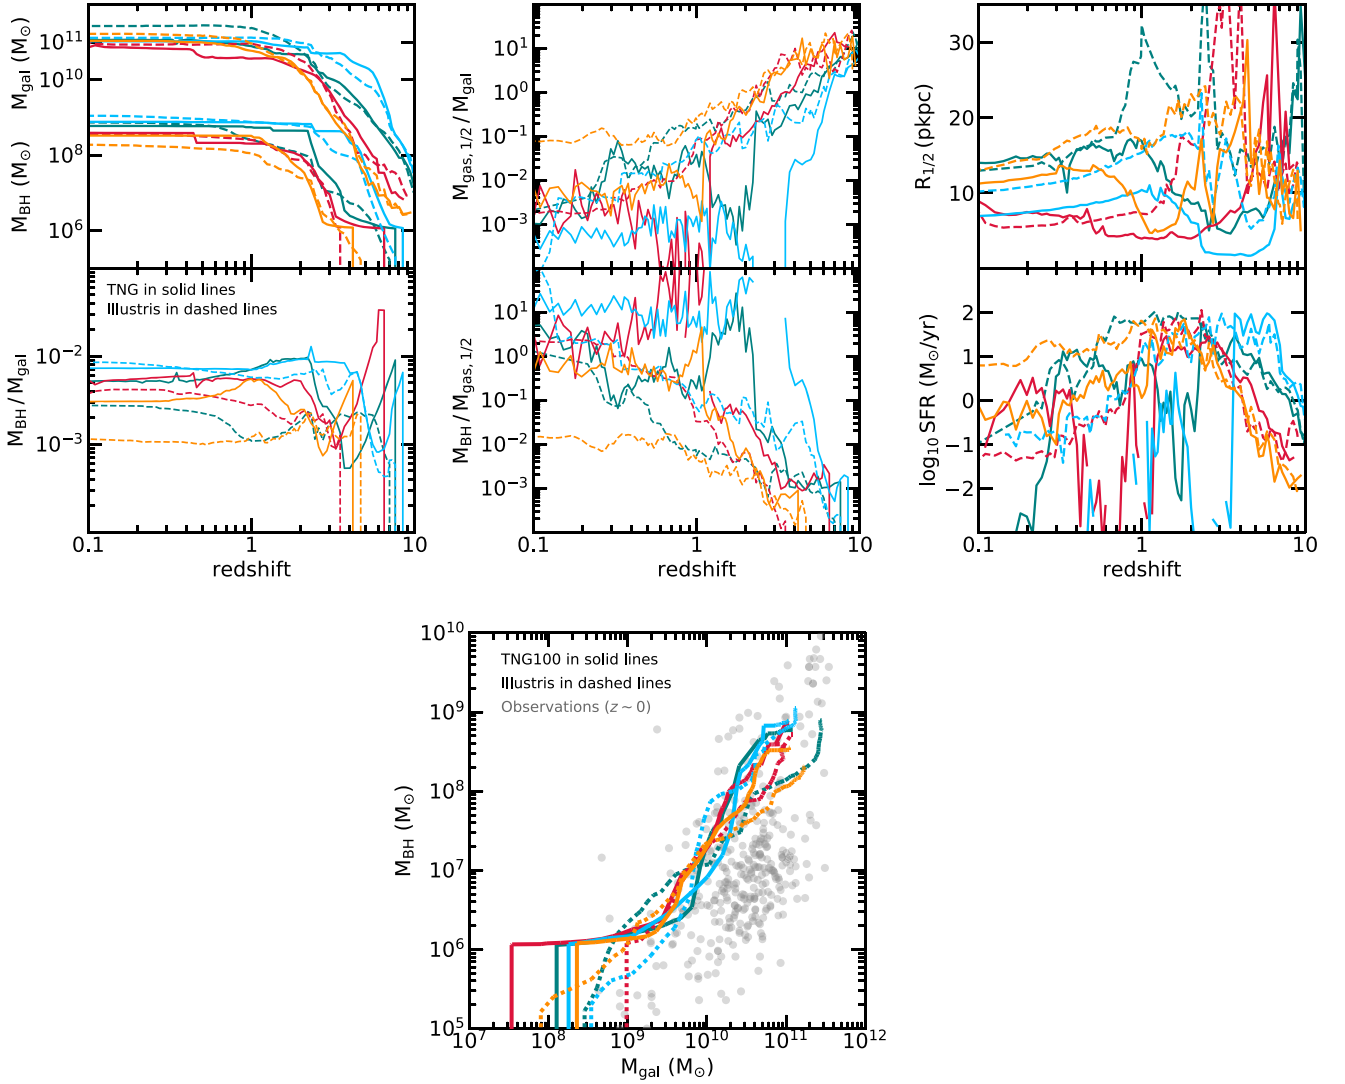 M_gal (M_⊙)
10^11
10^10
M_BH (M_⊙)
10^8
10^6
TNG in solid lines
Illustris in dashed lines
M_BH / M_gal
10^−2
10^−3
0.1
1
10
redshift
M_gas, 1/2 / M_gal
10^1
10^0
10^−1
10^−2
10^−3
M_BH / M_gas, 1/2
10^1
10^0
10^−1
10^−2
10^−3
0.1
1
10
redshift
R_1/2 (pkpc)
30
20
10
log_10 SFR (M_⊙/yr)
2
1
0
−1
−2
0.1
1
10
redshift
TNG100 in solid lines
Illustris in dashed lines
Observations (z ~ 0)
M_BH (M_⊙)
10^10
10^9
10^8
10^7
10^6
10^5
10^7
10^8
10^9
10^10
10^11
10^12
M_gal (M_⊙)